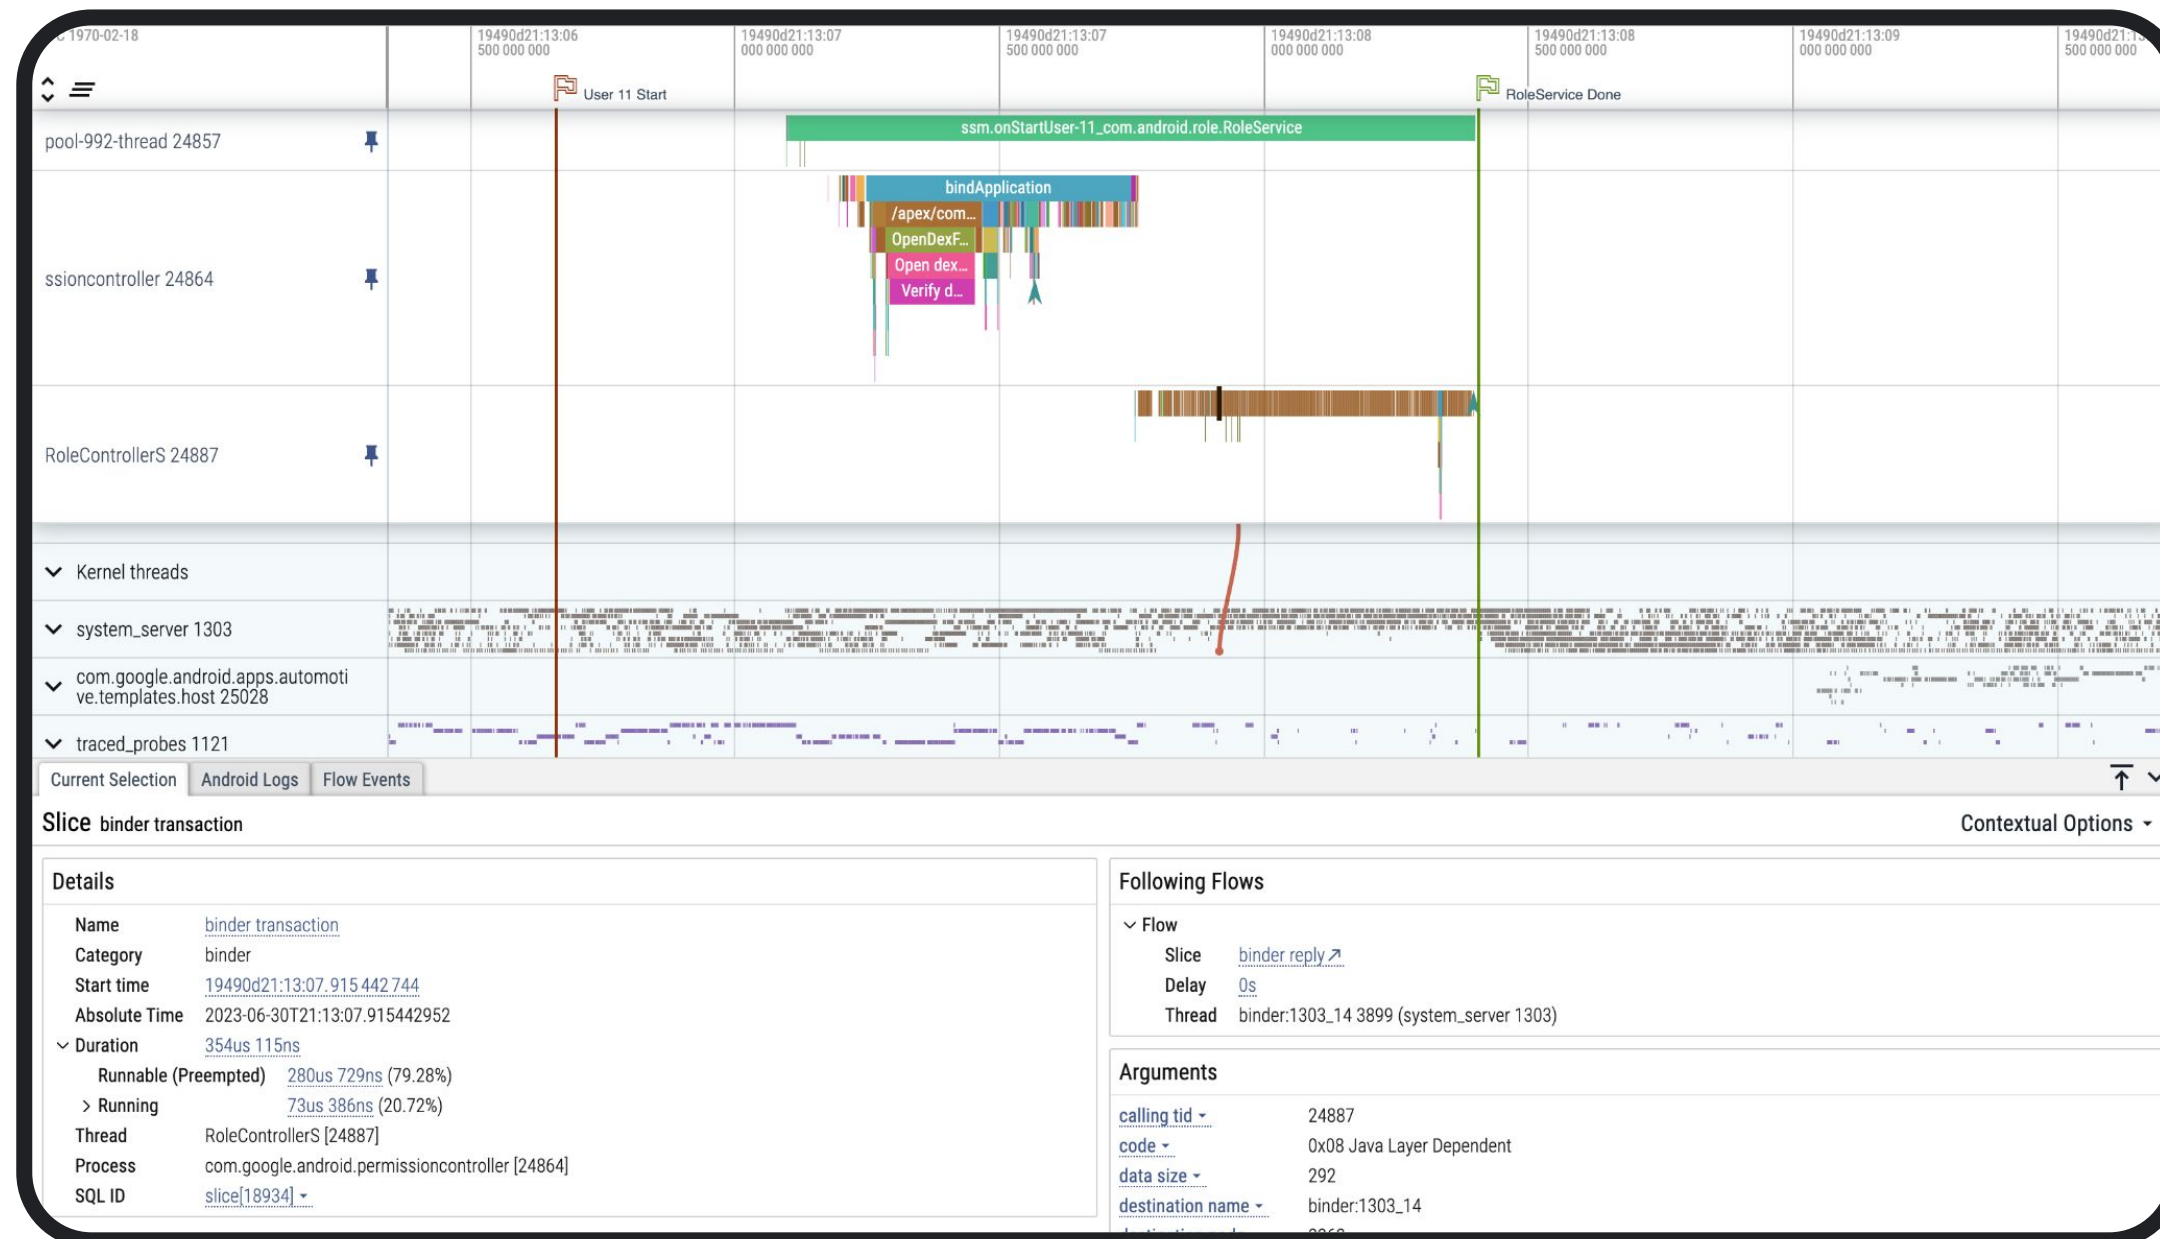 C 1970-02-18
19490d21:13:06
500 000 000
19490d21:13:07
000 000 000
19490d21:13:07
500 000 000
19490d21:13:08
000 000 000
19490d21:13:08
500 000 000
19490d21:13:09
000 000 000
19490d21:13
500 000 000
User 11 Start
RoleService Done
pool-992-thread 24857
ssm.onStartUser-11_com.android.role.RoleService
ssioncontroller 24864
bindApplication
/apex/com...
OpenDexF...
Open dex...
Verify d...
RoleControllerS 24887
Kernel threads
system_server 1303
com.google.android.apps.automoti
ve.templates.host 25028
traced_probes 1121
Current Selection
Android Logs
Flow Events
Slice binder transaction
Contextual Options
Details
Name binder transaction
Category binder
Start time 19490d21:13:07.915 442 744
Absolute Time 2023-06-30T21:13:07.915442952
Duration 354us 115ns
Runnable (Preempted) 280us 729ns (79.28%)
Running 73us 386ns (20.72%)
Thread RoleControllerS [24887]
Process com.google.android.permissioncontroller [24864]
SQL ID slice[18934]
Following Flows
Flow
Slice binder reply
Delay 0s
Thread binder:1303_14 3899 (system_server 1303)
Arguments
calling tid 24887
code 0x08 Java Layer Dependent
data size 292
destination name binder:1303_14